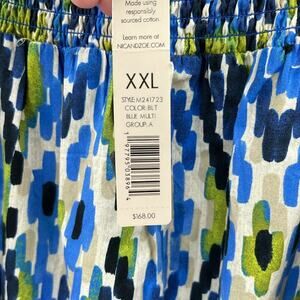 Made using
responsibly
sourced cotton.
Learn more at
NICANDZOE.COM
XXL
STYLE: M241723
COLOR: BLT
BLUE MULTI
GROUP: A
$168.00